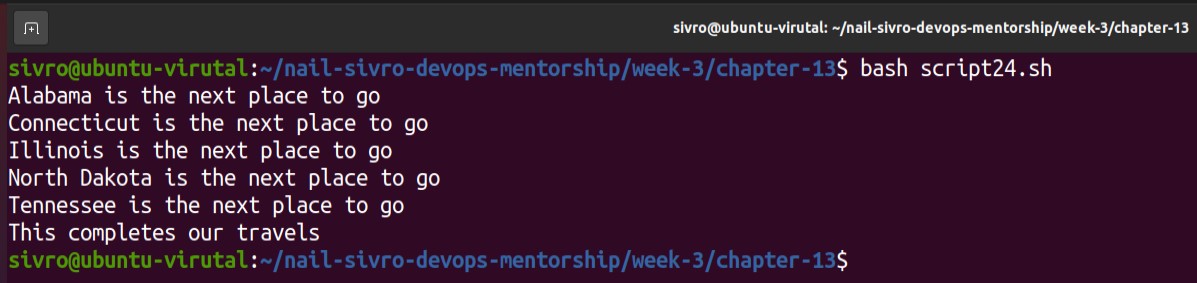 sivro@ubuntu-virutal: ~/nail-sivro-devops-mentorship/week-3/chapter-13
sivro@ubuntu-virutal:~/nail-sivro-devops-mentorship/week-3/chapter-13$ bash script24.sh
Alabama is the next place to go
Connecticut is the next place to go
Illinois is the next place to go
North Dakota is the next place to go
Tennessee is the next place to go
This completes our travels
sivro@ubuntu-virutal:~/nail-sivro-devops-mentorship/week-3/chapter-13$